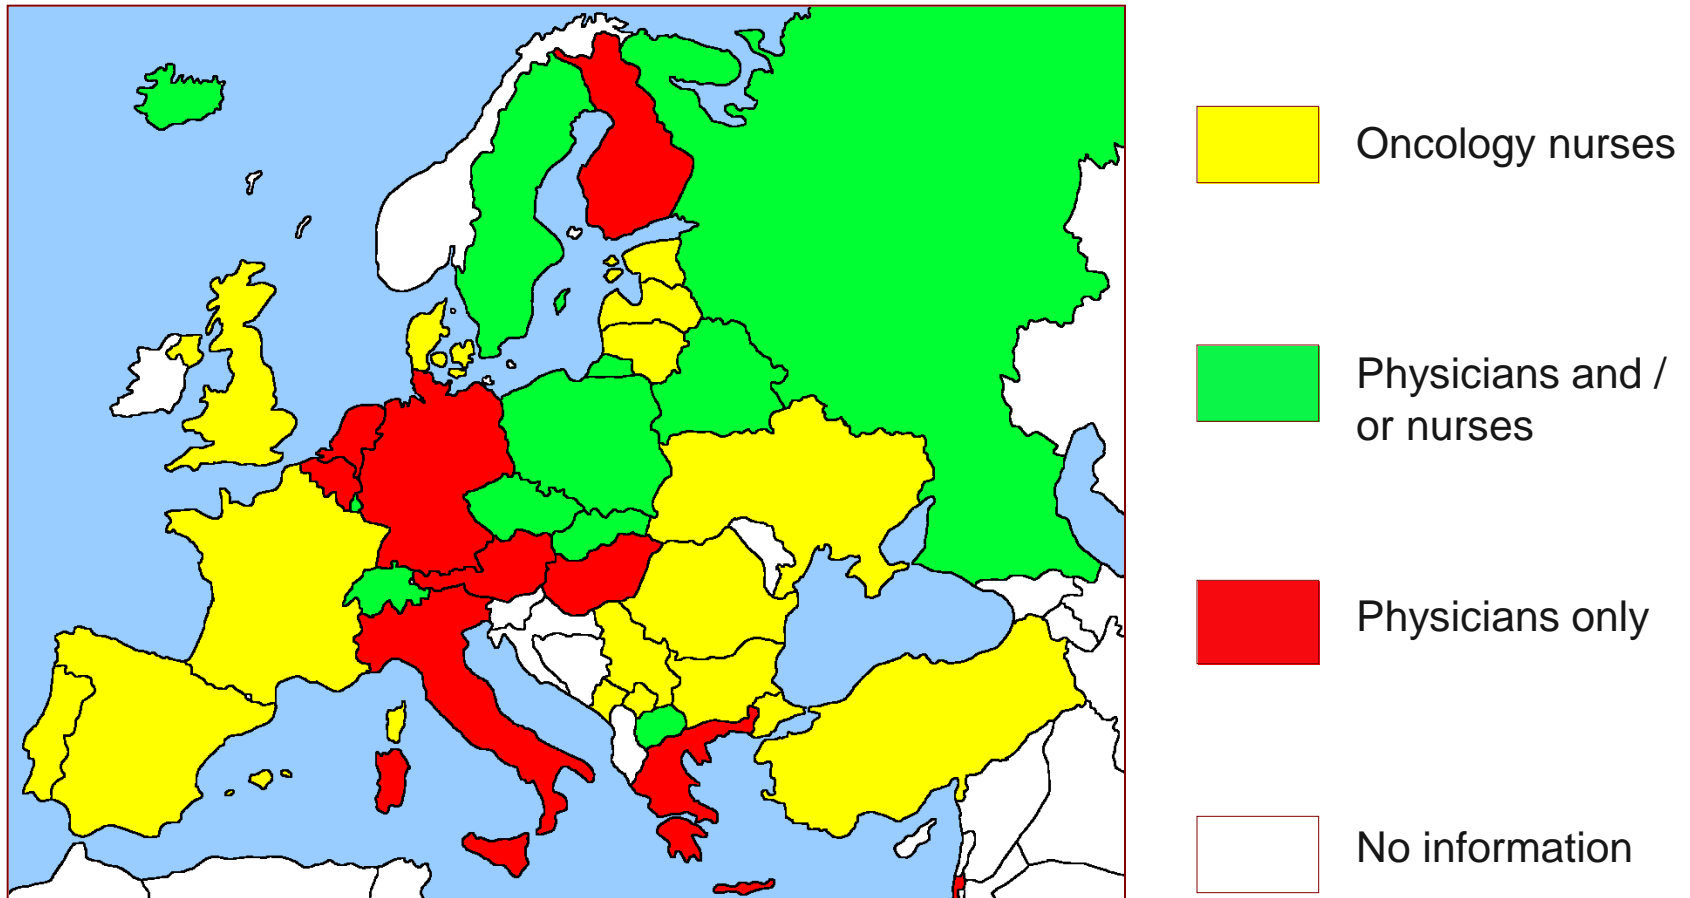 Oncology nurses
Physicians and /
or nurses
Physicians only
No information